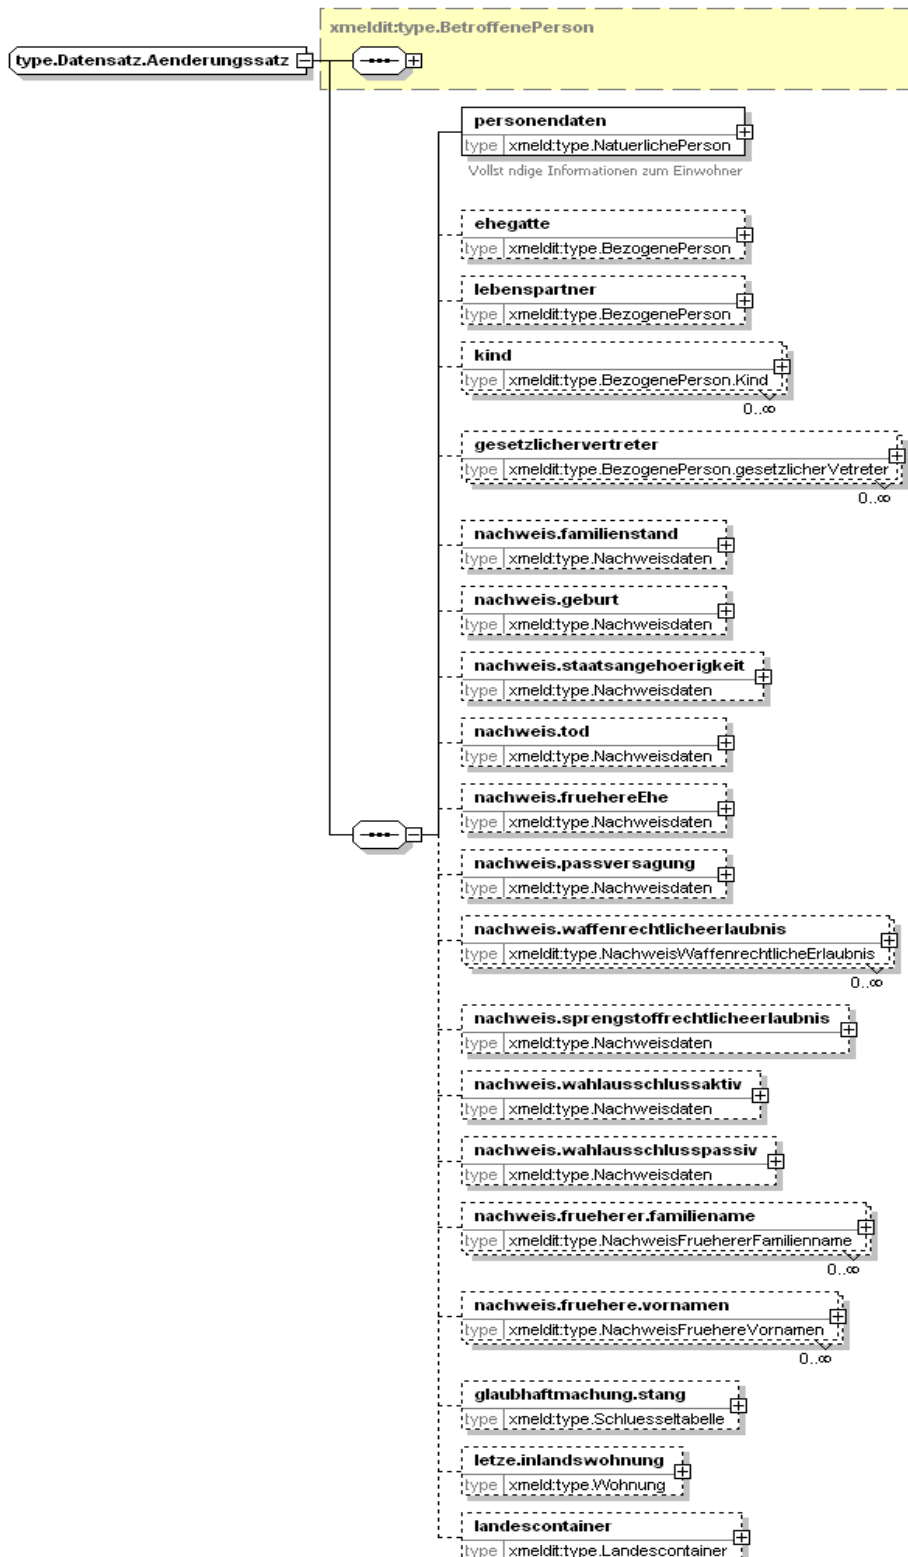 xmeldit:type.BetroffenePerson
type.Datensatz.Aenderungssatz
personendaten
type xmeld:type.NatuerlichePerson
Vollst ndige Informationen zum Einwohner
ehegatte
type xmeldit:type.BezogenePerson
lebenspartner
type xmeldit:type.BezogenePerson
kind
type xmeldit:type.BezogenePerson.Kind
0..∞
gesetzlichervertreter
type xmeldit:type.BezogenePerson.gesetzlicherVetreter
0..∞
nachweis.familienstand
type xmeld:type.Nachweisdaten
nachweis.geburt
type xmeld:type.Nachweisdaten
nachweis.staatsangehoerigkeit
type xmeld:type.Nachweisdaten
nachweis.tod
type xmeld:type.Nachweisdaten
nachweis.fruehereEhe
type xmeld:type.Nachweisdaten
nachweis.passversagung
type xmeld:type.Nachweisdaten
nachweis.waffenrechtlicheerlaubnis
type xmeldit:type.NachweisWaffenrechtlicheErlaubnis
0..∞
nachweis.sprengstoffrechtlicheerlaubnis
type xmeld:type.Nachweisdaten
nachweis.wahlausschlussaktiv
type xmeld:type.Nachweisdaten
nachweis.wahlausschlusspassiv
type xmeld:type.Nachweisdaten
nachweis.frueherer.familiename
type xmeldit:type.NachweisFruehererFamilienname
0..∞
nachweis.fruehere.vornamen
type xmeldit:type.NachweisFruehereVornamen
0..∞
glaubhaftmachung.stang
type xmeld:type.Schluesseltabelle
letze.inlandswohnung
type xmeld:type.Wohnung
landescontainer
type xmeldit:type.Landescontainer